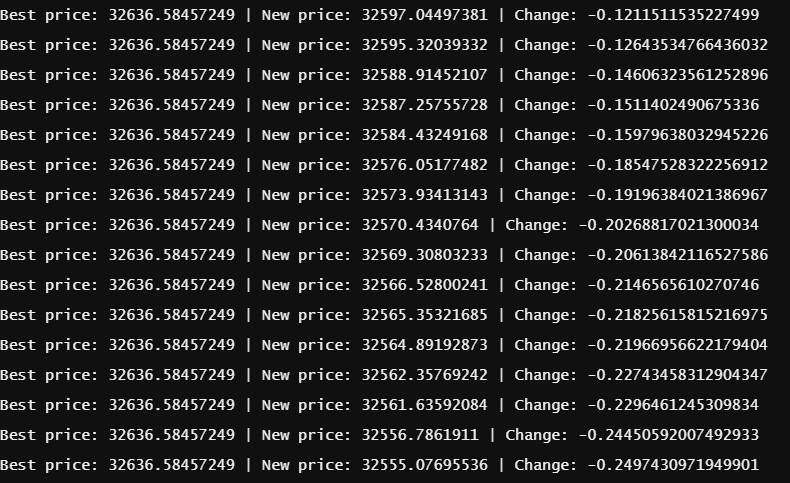 Best price: 32636.58457249 | New price: 32597.04497381 | Change: -0.1211511535227499
Best price: 32636.58457249 | New price: 32595.32039332 | Change: -0.12643534766436032
Best price: 32636.58457249 | New price: 32588.91452107 | Change: -0.14606323561252896
Best price: 32636.58457249 | New price: 32587.25755728 | Change: -0.1511402490675336
Best price: 32636.58457249 | New price: 32584.43249168 | Change: -0.15979638032945226
Best price: 32636.58457249 | New price: 32576.05177482 | Change: -0.18547528322256912
Best price: 32636.58457249 | New price: 32573.93413143 | Change: -0.19196384021386967
Best price: 32636.58457249 | New price: 32570.4340764 | Change: -0.20268817021300034
Best price: 32636.58457249 | New price: 32569.30803233 | Change: -0.20613842116527586
Best price: 32636.58457249 | New price: 32566.52800241 | Change: -0.2146565610270746
Best price: 32636.58457249 | New price: 32565.35321685 | Change: -0.21825615815216975
Best price: 32636.58457249 | New price: 32564.89192873 | Change: -0.21966956622179404
Best price: 32636.58457249 | New price: 32562.35769242 | Change: -0.22743458312904347
Best price: 32636.58457249 | New price: 32561.63592084 | Change: -0.2296461245309834
Best price: 32636.58457249 | New price: 32556.7861911 | Change: -0.24450592007492933
Best price: 32636.58457249 | New price: 32555.07695536 | Change: -0.2497430971949901